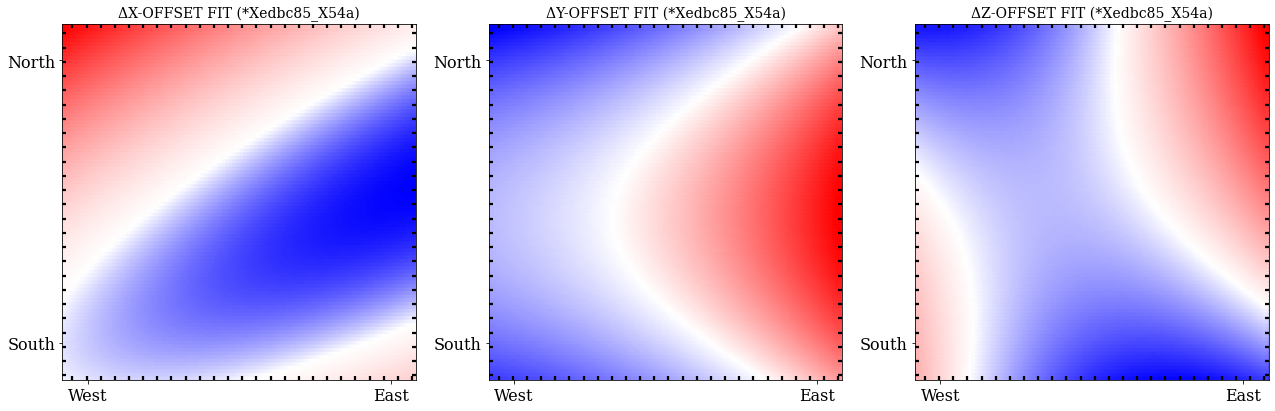 ΔX-OFFSET FIT (*Xedbc85_X54a)
North
South
West East
ΔY-OFFSET FIT (*Xedbc85_X54a)
North
South
West East
ΔZ-OFFSET FIT (*Xedbc85_X54a)
North
South
West East